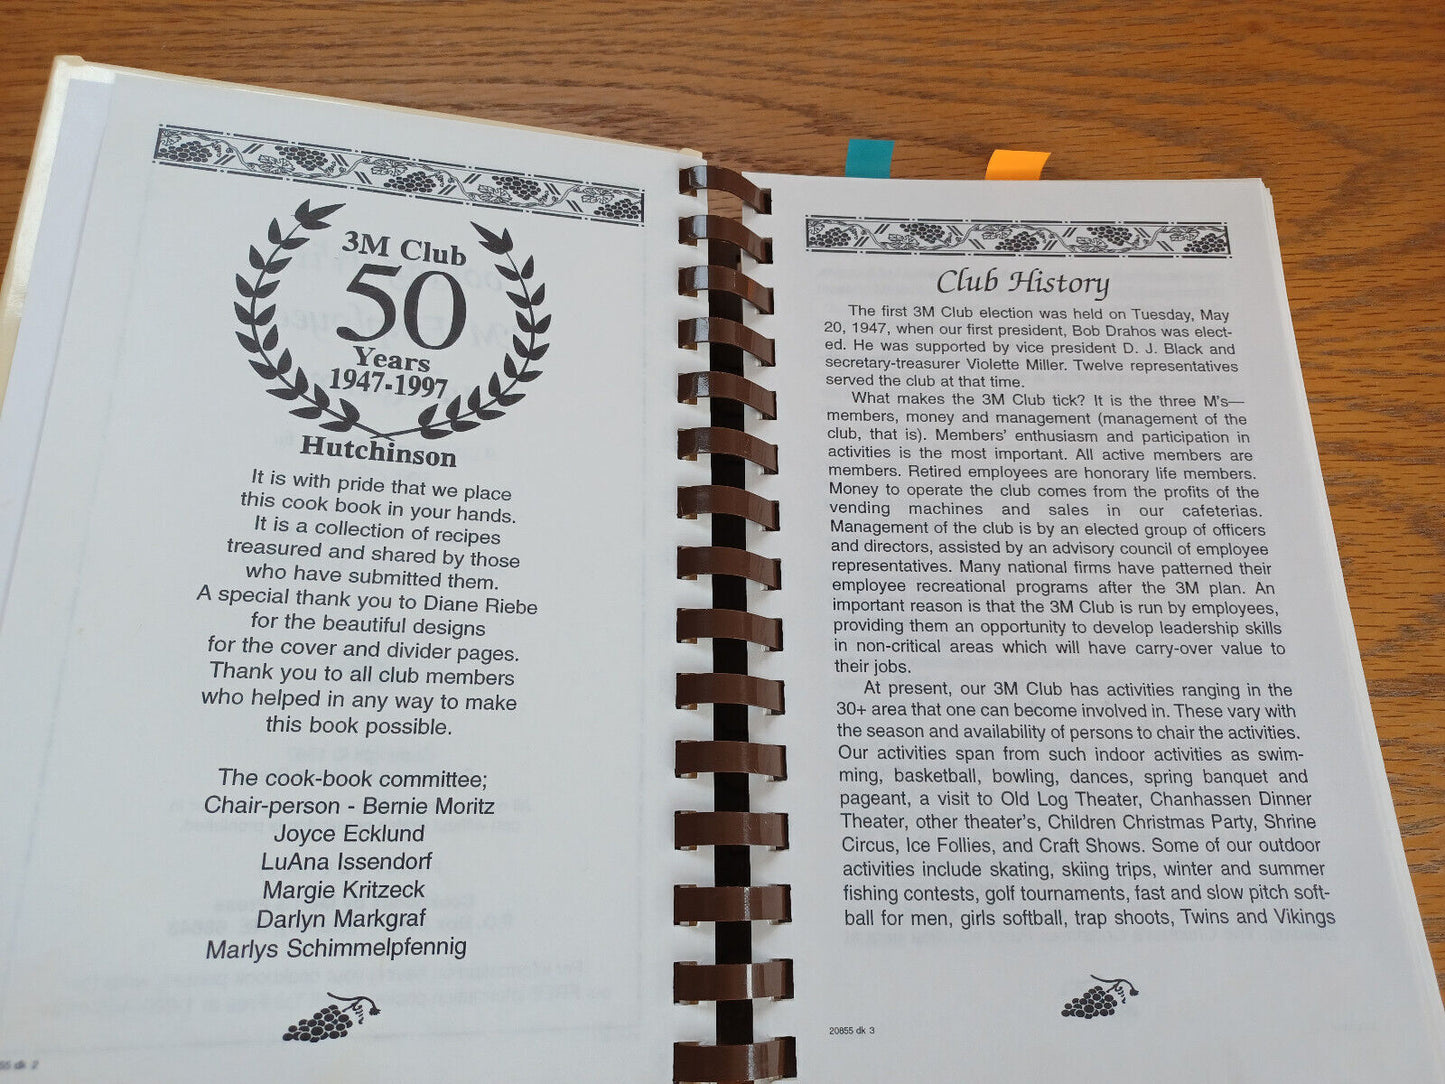 3M Club
50
Years
1947-1997
Hutchinson
It is with pride that we place
this cook book in your hands.
It is a collection of recipes
treasured and shared by those
who have submitted them.
A special thank you to Diane Riebe
for the beautiful designs
for the cover and divider pages.
Thank you to all club members
who helped in any way to make
this book possible.
The cook-book committee;
Chair-person - Bernie Moritz
Joyce Ecklund
LuAna Issendorf
Margie Kritzeck
Darlyn Markgraf
Marlys Schimmelpfennig
dk 2
Club History
The first 3M Club election was held on Tuesday, May
20, 1947, when our first president, Bob Drahos was elect-
ed. He was supported by vice president D. J. Black and
secretary-treasurer Violette Miller. Twelve representatives
served the club at that time.
What makes the 3M Club tick? It is the three M's—
members, money and management (management of the
club, that is). Members' enthusiasm and participation in
activities is the most important. All active members are
members. Retired employees are honorary life members.
Money to operate the club comes from the profits of the
vending machines and sales in our cafeterias.
Management of the club is by an elected group of officers
and directors, assisted by an advisory council of employee
representatives. Many national firms have patterned their
employee recreational programs after the 3M plan. An
important reason is that the 3M Club is run by employees,
providing them an opportunity to develop leadership skills
in non-critical areas which will have carry-over value to
their jobs.
At present, our 3M Club has activities ranging in the
30+ area that one can become involved in. These vary with
the season and availability of persons to chair the activities.
Our activities span from such indoor activities as swim-
ming, basketball, bowling, dances, spring banquet and
pageant, a visit to Old Log Theater, Chanhassen Dinner
Theater, other theater's, Children Christmas Party, Shrine
Circus, Ice Follies, and Craft Shows. Some of our outdoor
activities include skating, skiing trips, winter and summer
fishing contests, golf tournaments, fast and slow pitch soft-
ball for men, girls softball, trap shoots, Twins and Vikings
20855 dk 3